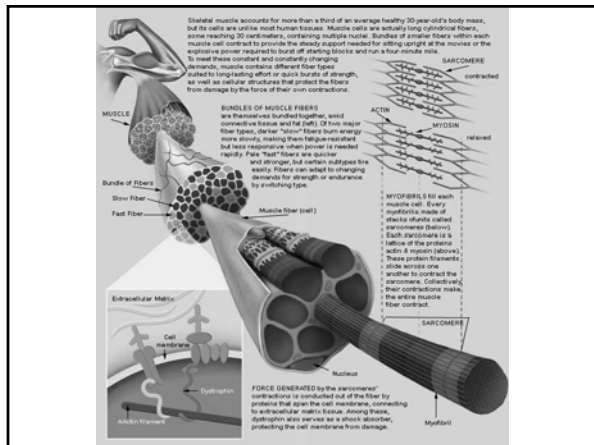 Skeletal muscle accounts for more than a third of an average healthy 30-year-old's body mass,
but its cells are unlike most human tissues. Muscle cells are actually long cylindrical fibers,
some reaching 30 centimeters, containing multiple nuclei. Bundles of smaller fibers within each
muscle cell contract to provide the steady support needed for sitting upright at the movies or the
explosive power required to burst off starting blocks and run a four-minute mile.
To meet these constant and constantly changing
demands, muscle contains different fiber types
suited to long-lasting effort or quick bursts of strength,
as well as cellular structures that protect the fibers
from damage by the force of their own contractions.
SARCOMERE
contracted
ACTIN
MYOSIN
relaxed
MUSCLE
BUNDLES OF MUSCLE FIBERS
are themselves bundled together, amid
connective tissue and fat (left). Of two major
fiber types, darker "slow" fibers burn energy
more slowly, making them fatigue-resistant
but less responsive when power is needed
rapidly. Pale "fast" fibers are quicker
and stronger, but certain subtypes tire
easily. Fibers can adapt to changing
demands for strength or endurance
by switching type.
Bundle of Fibers
Slow Fiber
Fast Fiber
Muscle fiber (cell)
MYOFIBRILS fill each
muscle cell. Every
myofibrils made of
stacks ofunits called
sarcomeres (below).
Each sarcomere is a
lattice of the proteins
actin & myosin (above).
These protein filaments
slide across one
another to contract the
sarcomere. Collectively,
their contractions make
the entire muscle
fiber contract.
SARCOMERE
Extracellular Matrix
Cell
membrane
Dystrophin
Actin filament
Nucleus
Myofibril
FORCE GENERATED by the sarcomeres'
contractions is conducted out of the fiber by
proteins that span the cell membrane, connecting
to extracellular matrix tissue. Among these,
dystrophin also serves as a shock absorber,
protecting the cell membrane from damage.